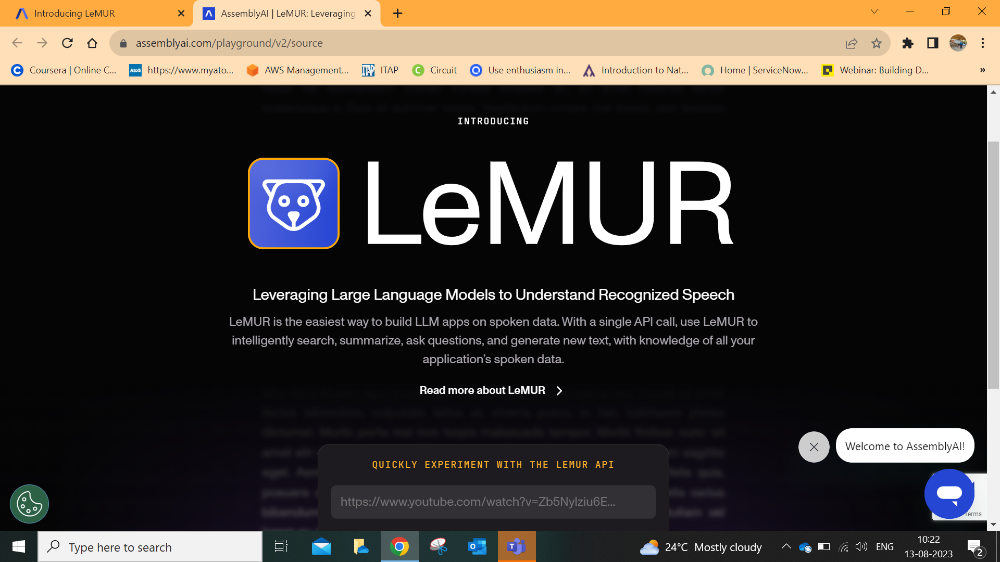 Introducing LeMUR
AssemblyAI | LeMUR: Leveraging
assemblyai.com/playground/v2/source
Coursera | Online C...
Atos
https://www.myato...
AWS Management...
ITAP
ITAP
C
Circuit
Use enthusiasm in...
Introduction to Nat...
Home | ServiceNow...
Webinar: Building D...
»
INTRODUCING
LeMUR
Leveraging Large Language Models to Understand Recognized Speech
LeMUR is the easiest way to build LLM apps on spoken data. With a single API call, use LeMUR to
intelligently search, summarize, ask questions, and generate new text, with knowledge of all your
application’s spoken data.
Read more about LeMUR
Welcome to AssemblyAI!
QUICKLY EXPERIMENT WITH THE LEMUR API
https://www.youtube.com/watch?v=Zb5Nylziu6E...
Terms
Type here to search
24°C Mostly cloudy
ENG
10:22
13-08-2023
2